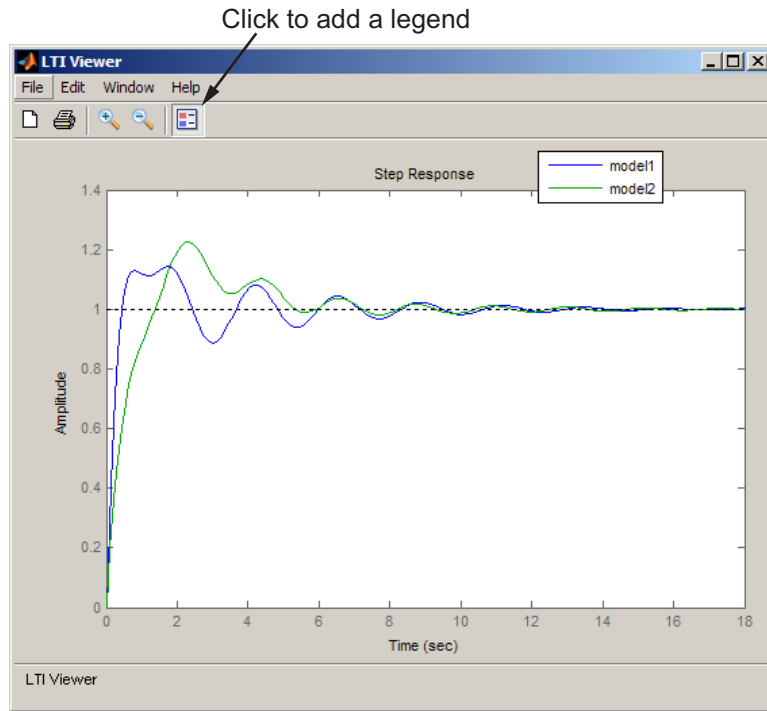 Click to add a legend
LTI Viewer
File Edit Window Help
Step Response
model1
model2
1.4
1.2
1
0.8
0.6
0.4
0.2
0
Amplitude
0 2 4 6 8 10 12 14 16 18
Time (sec)
LTI Viewer